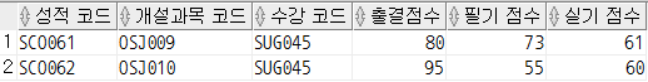 성적 코드 개설과목 코드 수강 코드 출결점수 필기 점수 실기 점수
1 SCO061 OSJ009 SUG045 80 73 61
2 SCO062 OSJ010 SUG045 95 55 60